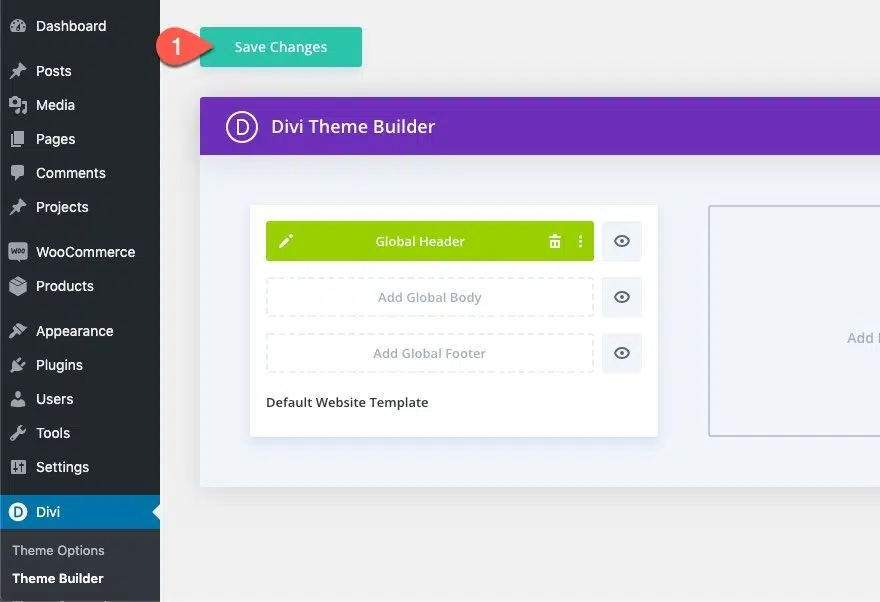 Dashboard
Posts
Media
Pages
Comments
Projects
WOO WooCommerce
Products
Appearance
Plugins
Users
Tools
Settings
D Divi
Theme Options
Theme Builder
1 Save Changes
D Divi Theme Builder
Global Header
Add Global Body
Add Global Footer
Default Website Template
Add